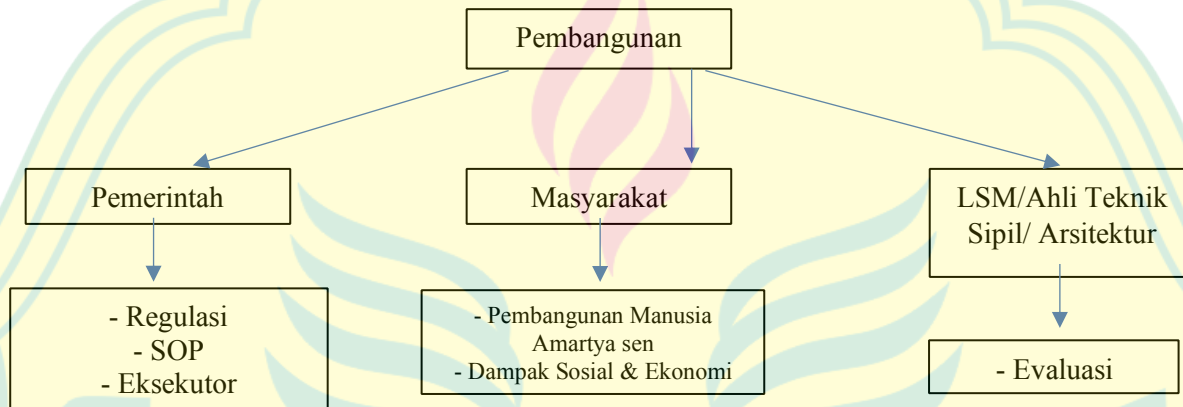 Pembangunan
Pemerintah
Masyarakat
LSM/Ahli Teknik
Sipil/ Arsitektur
- Regulasi
- SOP
- Eksekutor
- Pembangunan Manusia
Amartya sen
- Dampak Sosial & Ekonomi
- Evaluasi